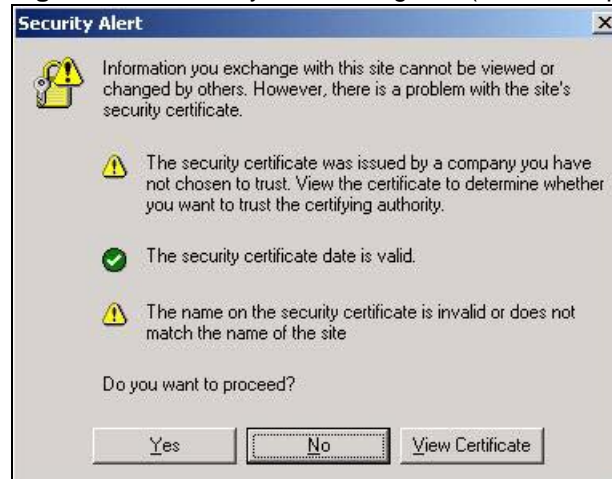 Security Alert
Information you exchange with this site cannot be viewed or
changed by others. However, there is a problem with the site's
security certificate.
The security certificate was issued by a company you have
not chosen to trust. View the certificate to determine whether
you want to trust the certifying authority.
The security certificate date is valid.
The name on the security certificate is invalid or does not
match the name of the site
Do you want to proceed?
Yes
No
View Certificate